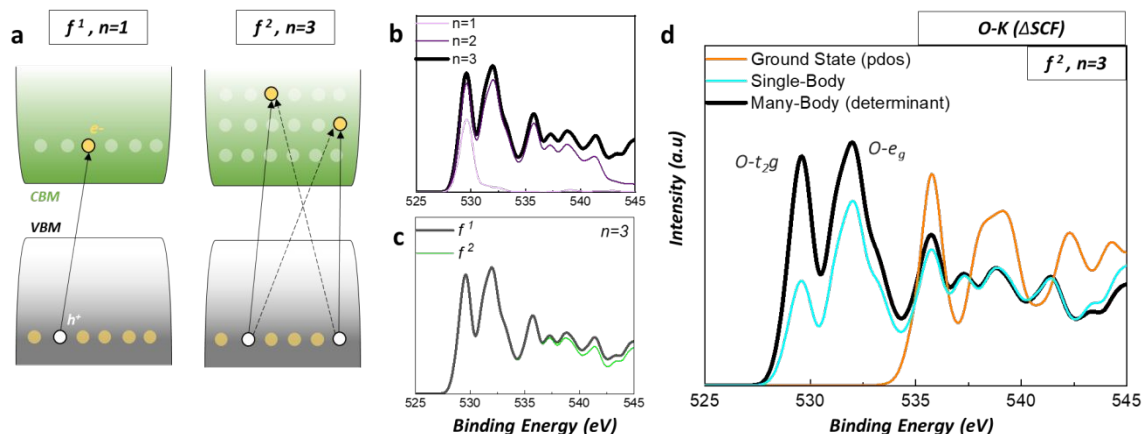 a
f¹, n=1
f², n=3
e-
CBM
VBM
h⁺
b
n=1
n=2
n=3
525 530 535 540 545
c
f¹
f²
n=3
525 530 535 540 545
Binding Energy (eV)
d
O-K (ΔSCF)
f², n=3
Ground State (pdos)
Single-Body
Many-Body (determinant)
O-t₂g
O-e_g
Intensity (a.u)
525 530 535 540 545
Binding Energy (eV)